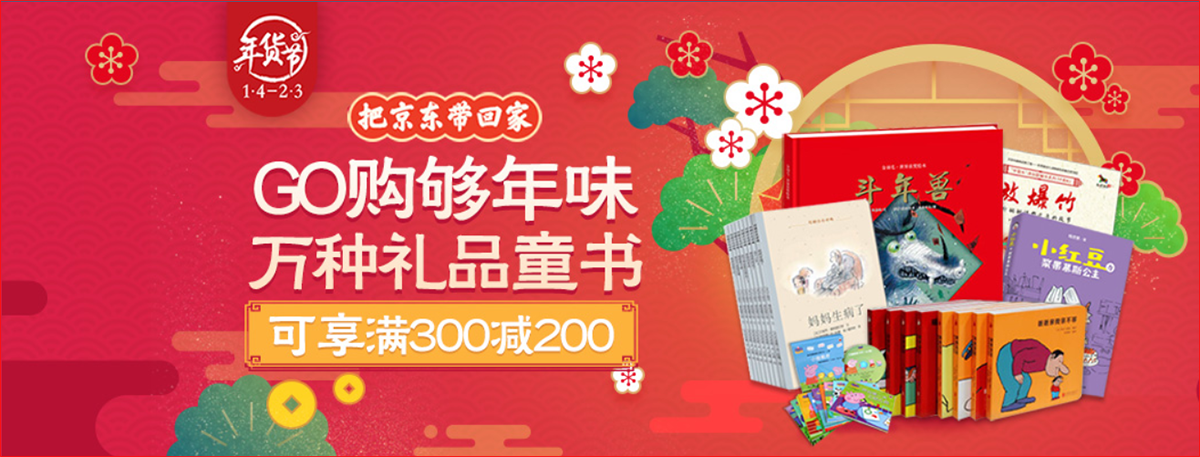 年货节
1·4-2·3
把京东带回家
GO购够年味
万种礼品童书
可享满300减200
斗年兽
放爆竹
小红豆
妈妈生病了